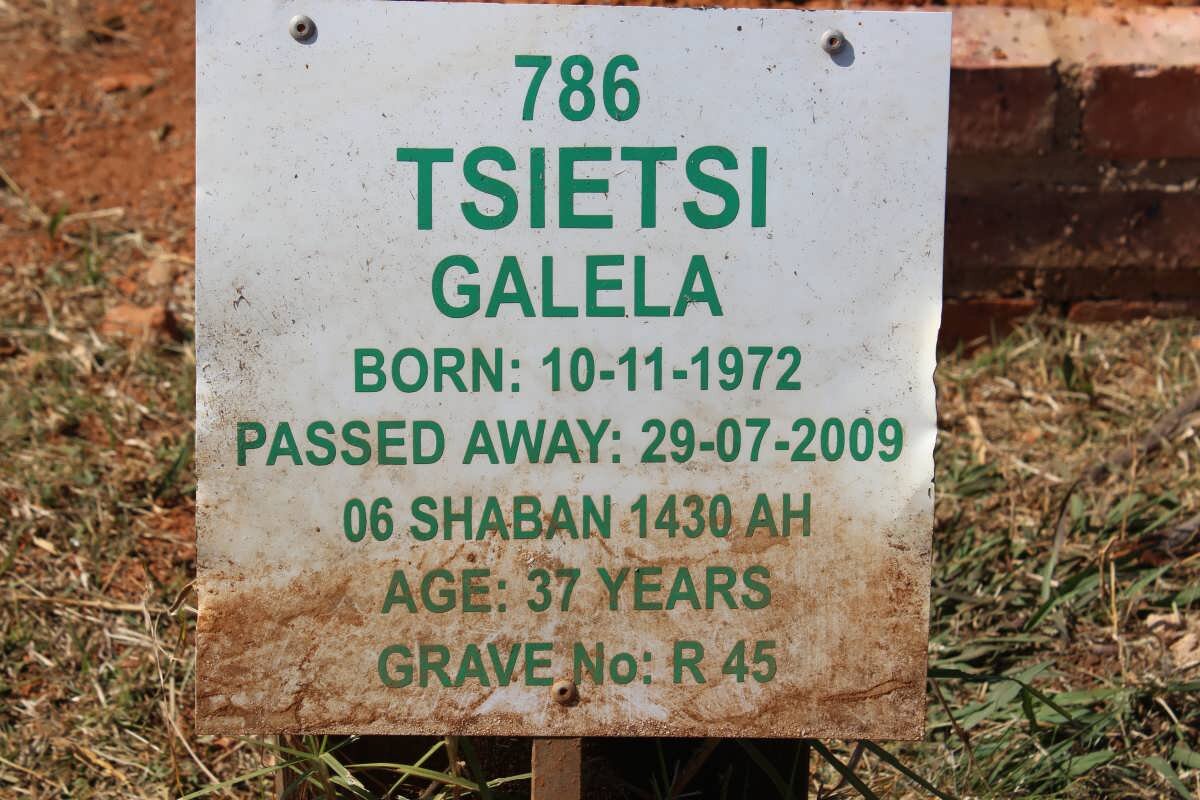 786
TSIETSI
GALELA
BORN: 10-11-1972
PASSED AWAY: 29-07-2009
06 SHABAN 1430 AH
AGE: 37 YEARS
GRAVE No: R 45